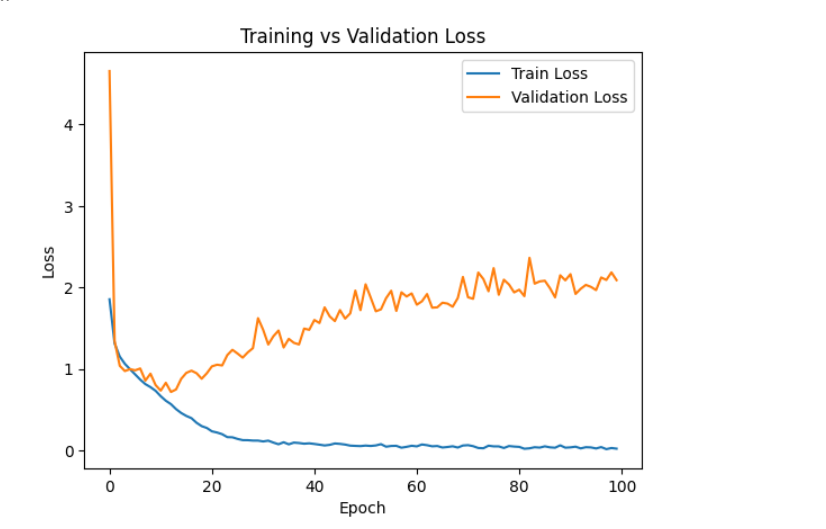 Training vs Validation Loss
Train Loss
Validation Loss
4
3
2
1
0
Loss
0 20 40 60 80 100
Epoch